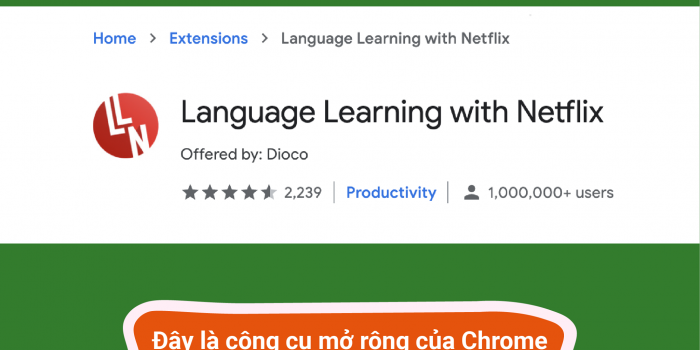 Home > Extensions > Language Learning with Netflix
LLN
Language Learning with Netflix
Offered by: Dioco
2,239 | Productivity | 1,000,000+ users
Đây là công cụ mở rộng của Chrome